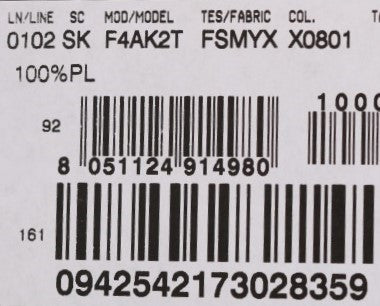 LN/LINE SC MOD/MODEL TES/FABRIC COL.
0102 SK F4AK2T FSMYX X0801
100%PL
1000
92
8 051124 914980
161
0942542173028359